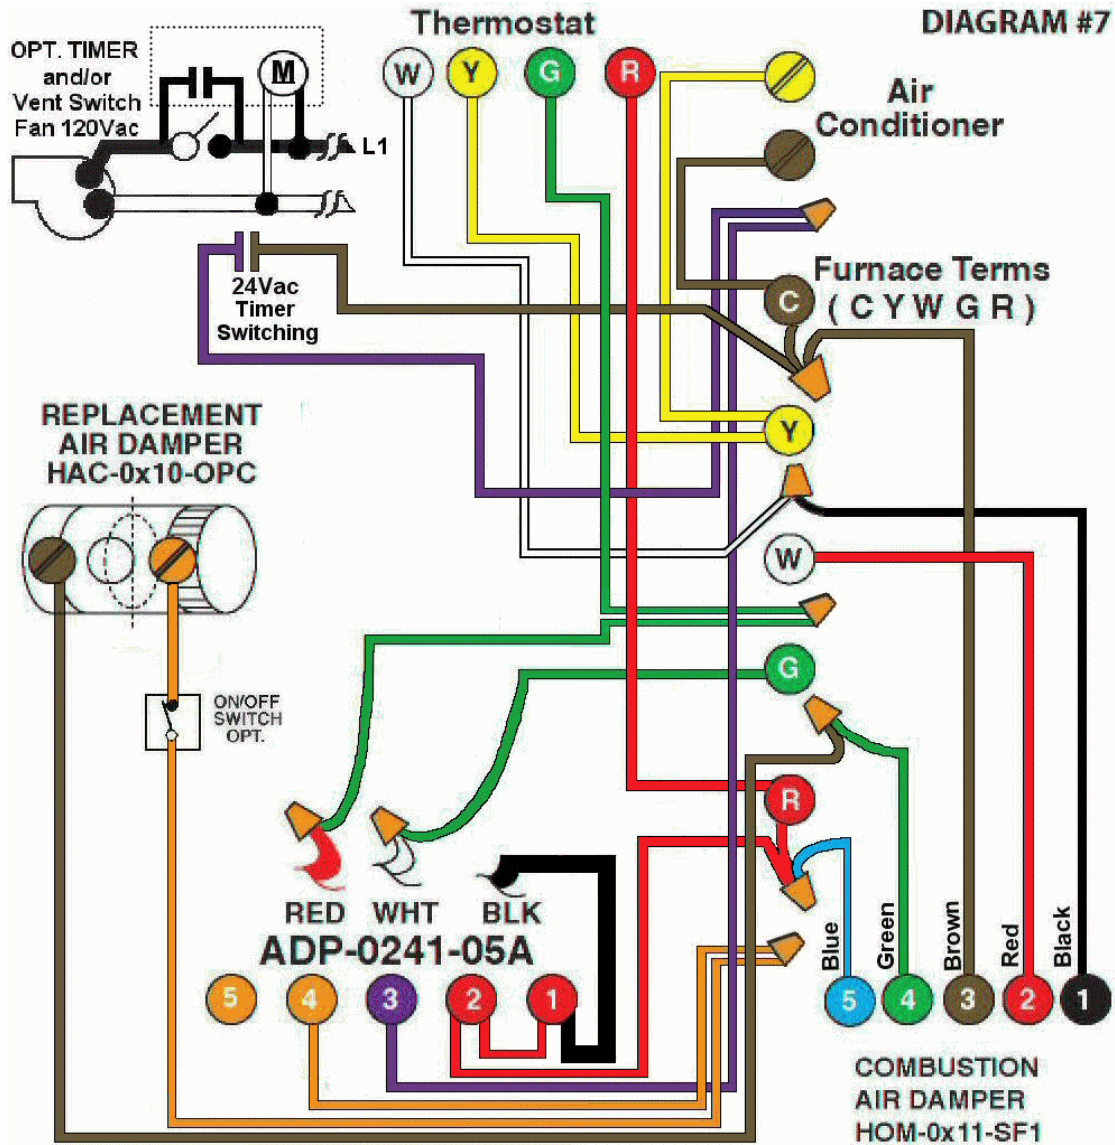 Thermostat
DIAGRAM #7
OPT. TIMER
and/or
Vent Switch
Fan 120Vac
M
L1
W
Y
G
R
Air
Conditioner
24Vac
Timer
Switching
Furnace Terms
( C Y W G R )
C
Y
W
G
R
REPLACEMENT
AIR DAMPER
HAC-0x10-OPC
ON/OFF
SWITCH
OPT.
RED
WHT
BLK
ADP-0241-05A
5
4
3
2
1
Blue
Green
Brown
Red
Black
5
4
3
2
1
COMBUSTION
AIR DAMPER
HOM-0x11-SF1